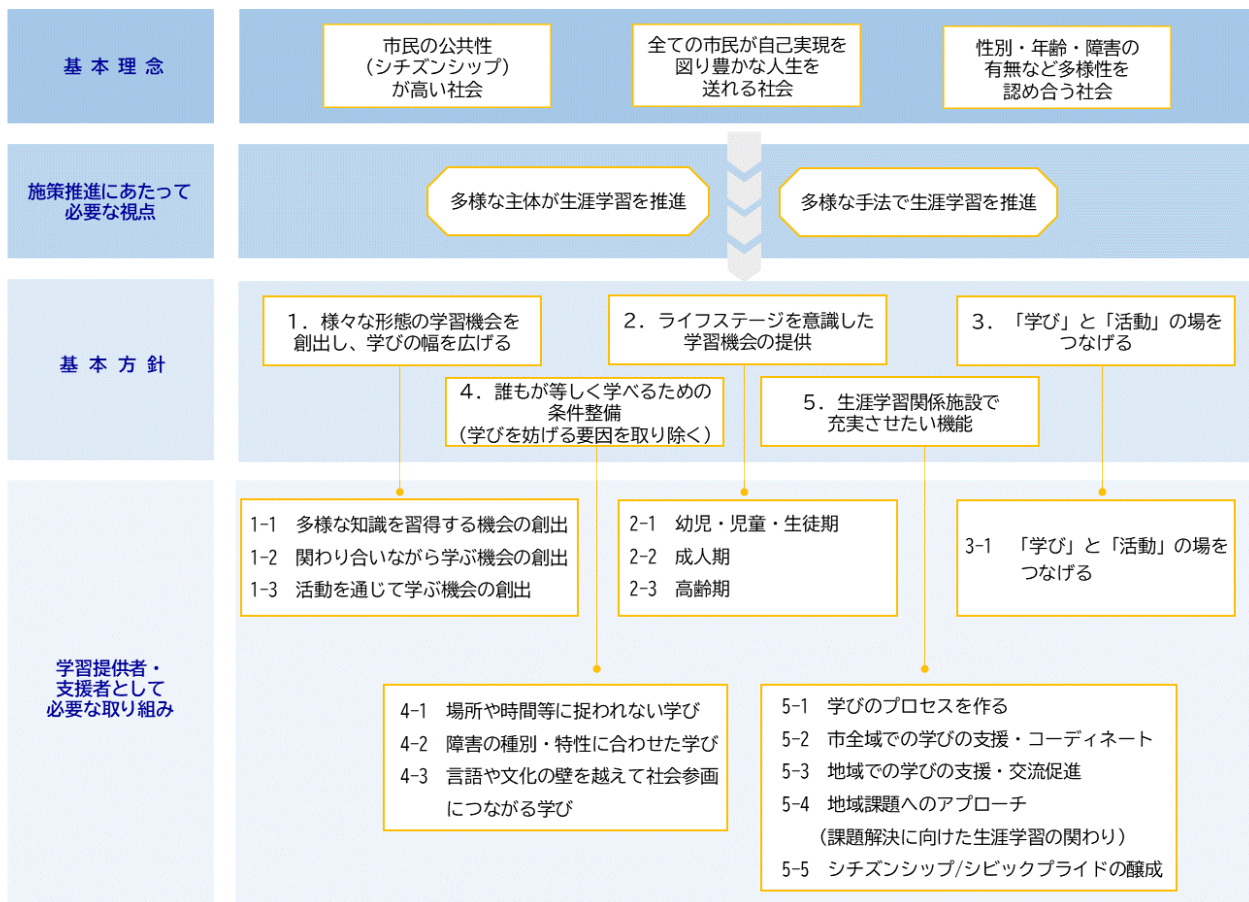 基本理念
市民の公共性
（シチズンシップ）
が高い社会
全ての市民が自己実現を
図り豊かな人生を
送れる社会
性別・年齢・障害の
有無など多様性を
認め合う社会
施策推進にあたって
必要な視点
多様な主体が生涯学習を推進
多様な手法で生涯学習を推進
基本方針
１．様々な形態の学習機会を
創出し、学びの幅を広げる
２．ライフステージを意識した
学習機会の提供
３．「学び」と「活動」の場を
つなげる
４．誰もが等しく学べるための
条件整備
（学びを妨げる要因を取り除く）
５．生涯学習関係施設で
充実させたい機能
学習提供者・
支援者として
必要な取り組み
1-1　多様な知識を習得する機会の創出
1-2　関わり合いながら学ぶ機会の創出
1-3　活動を通じて学ぶ機会の創出
2-1　幼児・児童・生徒期
2-2　成人期
2-3　高齢期
3-1　「学び」と「活動」の場を
つなげる
4-1　場所や時間等に捉われない学び
4-2　障害の種別・特性に合わせた学び
4-3　言語や文化の壁を越えて社会参画
につながる学び
5-1　学びのプロセスを作る
5-2　市全域での学びの支援・コーディネート
5-3　地域での学びの支援・交流促進
5-4　地域課題へのアプローチ
（課題解決に向けた生涯学習の関わり）
5-5　シチズンシップ/シビックプライドの醸成